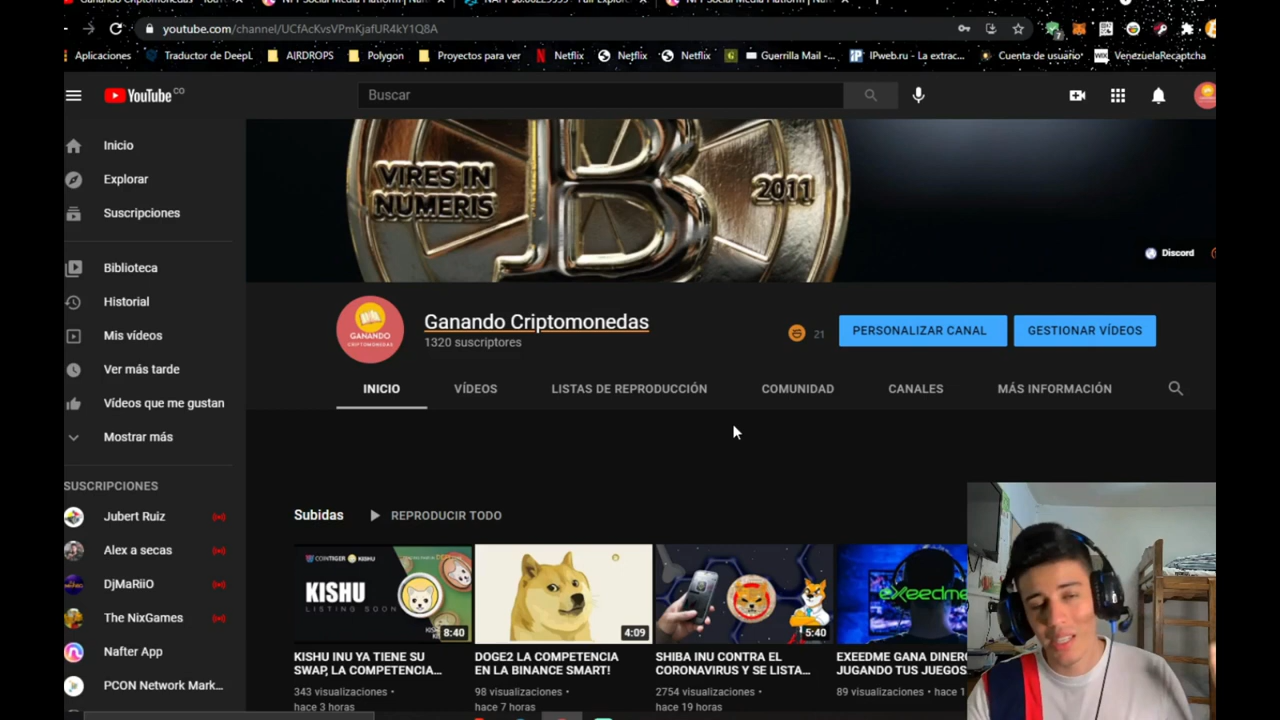 youtube.com/channel/UCfAcKvsVPmKjafUR4kY1Q8A
Aplicaciones
Traductor de DeepL
AIRDROPS
Polygon
Proyectos para ver
Netflix
Netflix
Netflix
Guerrilla Mail -...
IPweb.ru - La extrac...
Cuenta de usuario
VenezuelaRecaptcha
YouTube CO
Buscar
Inicio
Explorar
Suscripciones
Biblioteca
Historial
Mis vídeos
Ver más tarde
Vídeos que me gustan
Mostrar más
SUSCRIPCIONES
Jubert Ruiz
Alex a secas
DjMaRiiO
The NixGames
Nafter App
PCON Network Mark...
VIRES IN
NUMERIS
B
2011
Discord
GANANDO
CRIPTOMONEDAS
Ganando Criptomonedas
1320 suscriptores
21
PERSONALIZAR CANAL
GESTIONAR VÍDEOS
INICIO
VÍDEOS
LISTAS DE REPRODUCCIÓN
COMUNIDAD
CANALES
MÁS INFORMACIÓN
Subidas
REPRODUCIR TODO
COINTIGER KISHU
KISHU
LISTING SOON
8:40
4:09
5:40
exeedme
KISHU INU YA TIENE SU
SWAP, LA COMPETENCIA...
343 visualizaciones •
hace 3 horas
DOGE2 LA COMPETENCIA
EN LA BINANCE SMART!
98 visualizaciones •
hace 7 horas
SHIBA INU CONTRA EL
CORONAVIRUS Y SE LISTA...
2754 visualizaciones •
hace 19 horas
EXEEDME GANA DINERO
JUGANDO TUS JUEGOS
89 visualizaciones • hace 1